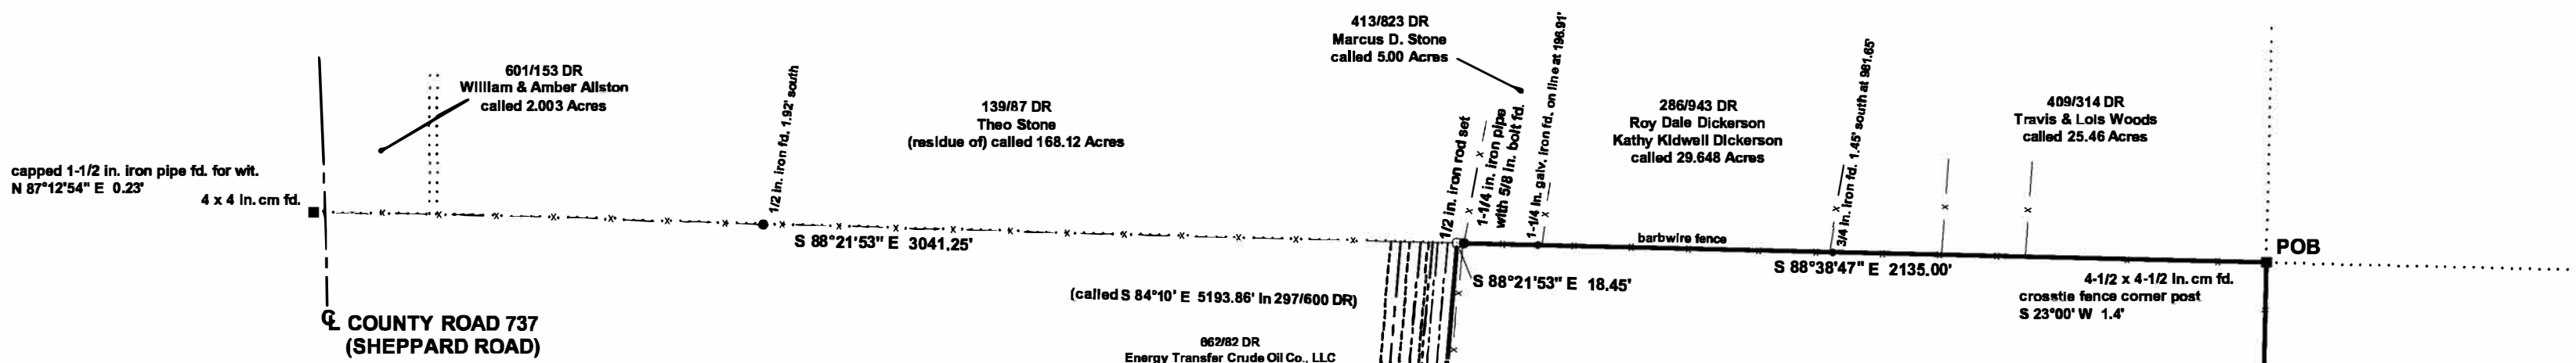 413/823 DR
Marcus D. Stone
called 5.00 Acres
601/153 DR
William & Amber Allston
called 2.003 Acres
139/87 DR
Theo Stone
(residue of) called 168.12 Acres
286/943 DR
Roy Dale Dickerson
Kathy Kidwell Dickerson
called 29.648 Acres
409/314 DR
Travis & Lois Woods
called 25.46 Acres
capped 1-1/2 in. iron pipe fd. for wit.
N 87°12'54" E 0.23'
4 x 4 in. cm fd.
1/2 in. iron fd. 1.92' south
1/2 in. iron rod set
1-1/4 in. iron pipe
with 5/8 in. bolt fd.
1-1/4 in. galv. iron fd. on line at 196.91'
3/4 in. iron fd. 1.45' south at 981.65'
S 88°21'53" E 3041.25'
barbwire fence
POB
S 88°38'47" E 2135.00'
S 88°21'53" E 18.45'
4-1/2 x 4-1/2 in. cm fd.
crosstie fence corner post
S 23°00' W 1.4'
(called S 84°10' E 5193.86' in 297/600 DR)
CL COUNTY ROAD 737
(SHEPPARD ROAD)
662/82 DR
Energy Transfer Crude Oil Co., LLC